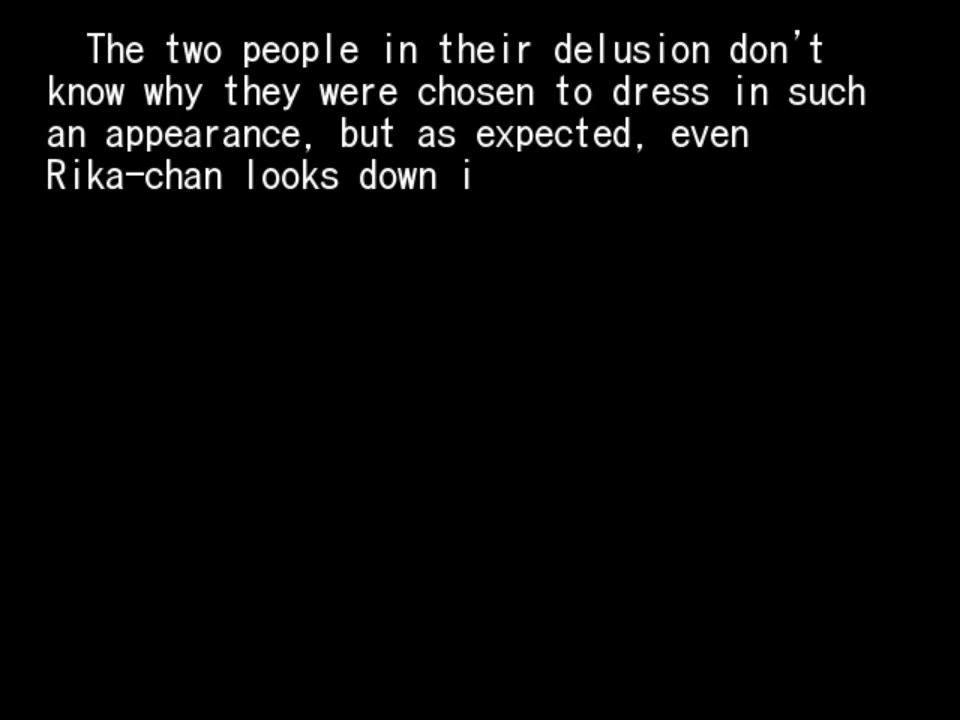 The two people in their delusion don't
know why they were chosen to dress in such
an appearance, but as expected, even
Rika-chan looks down i